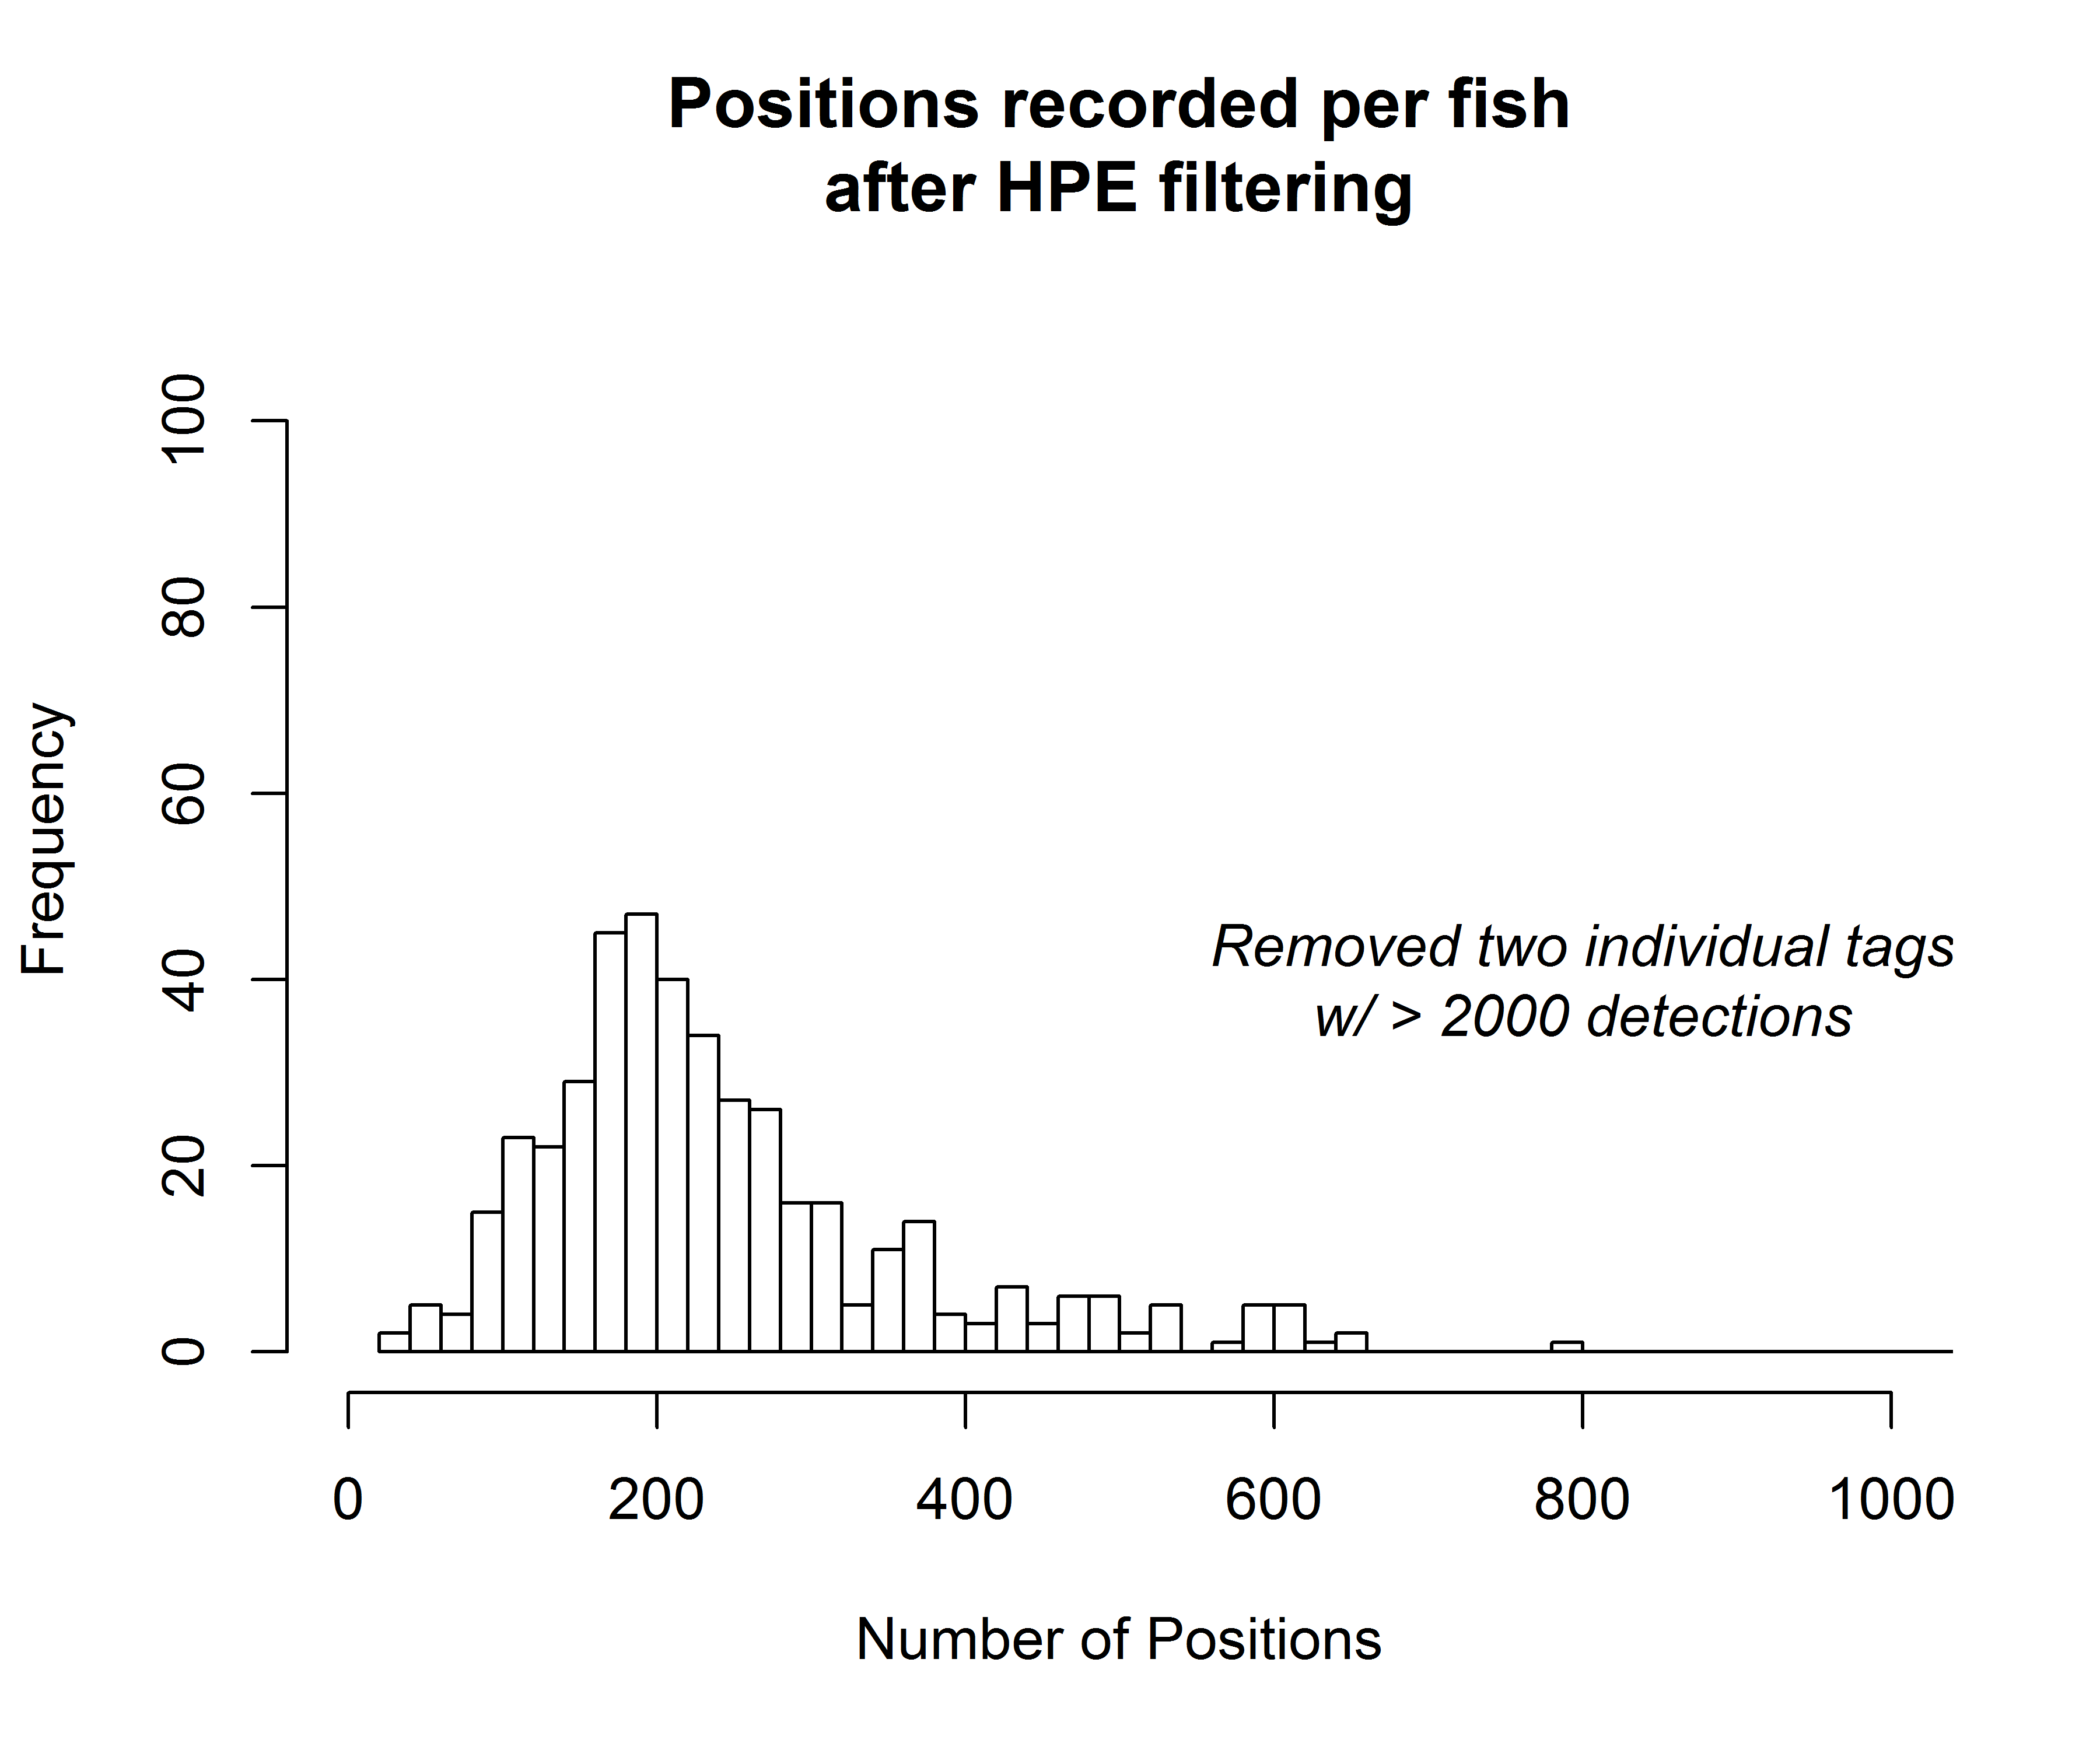 Positions recorded per fish
after HPE filtering
100
80
60
40
20
0
Frequency
Removed two individual tags
w/ > 2000 detections
0 200 400 600 800 1000
Number of Positions